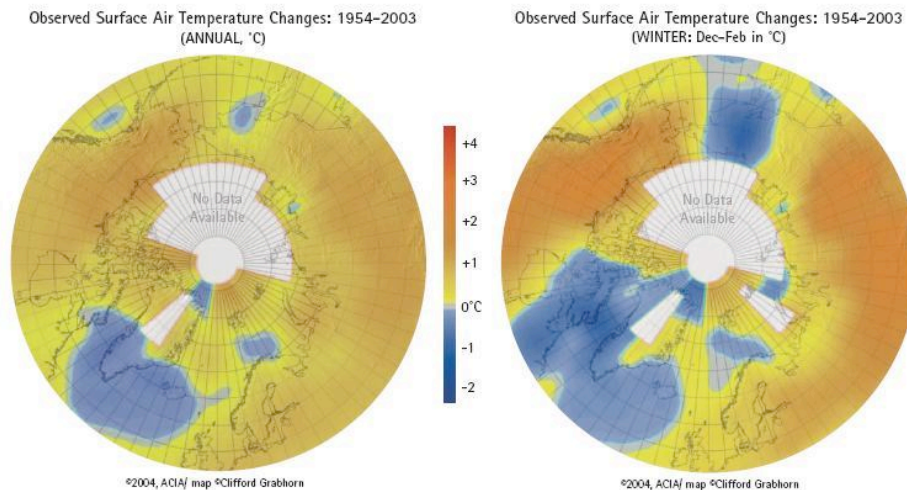 Observed Surface Air Temperature Changes: 1954-2003
(ANNUAL, °C)
No Data
Available
©2004, ACIA/ map ©Clifford Grabhorn
+4
+3
+2
+1
0°C
-1
-2
Observed Surface Air Temperature Changes: 1954-2003
(WINTER: Dec-Feb in °C)
No Data
Available
©2004, ACIA/ map ©Clifford Grabhorn